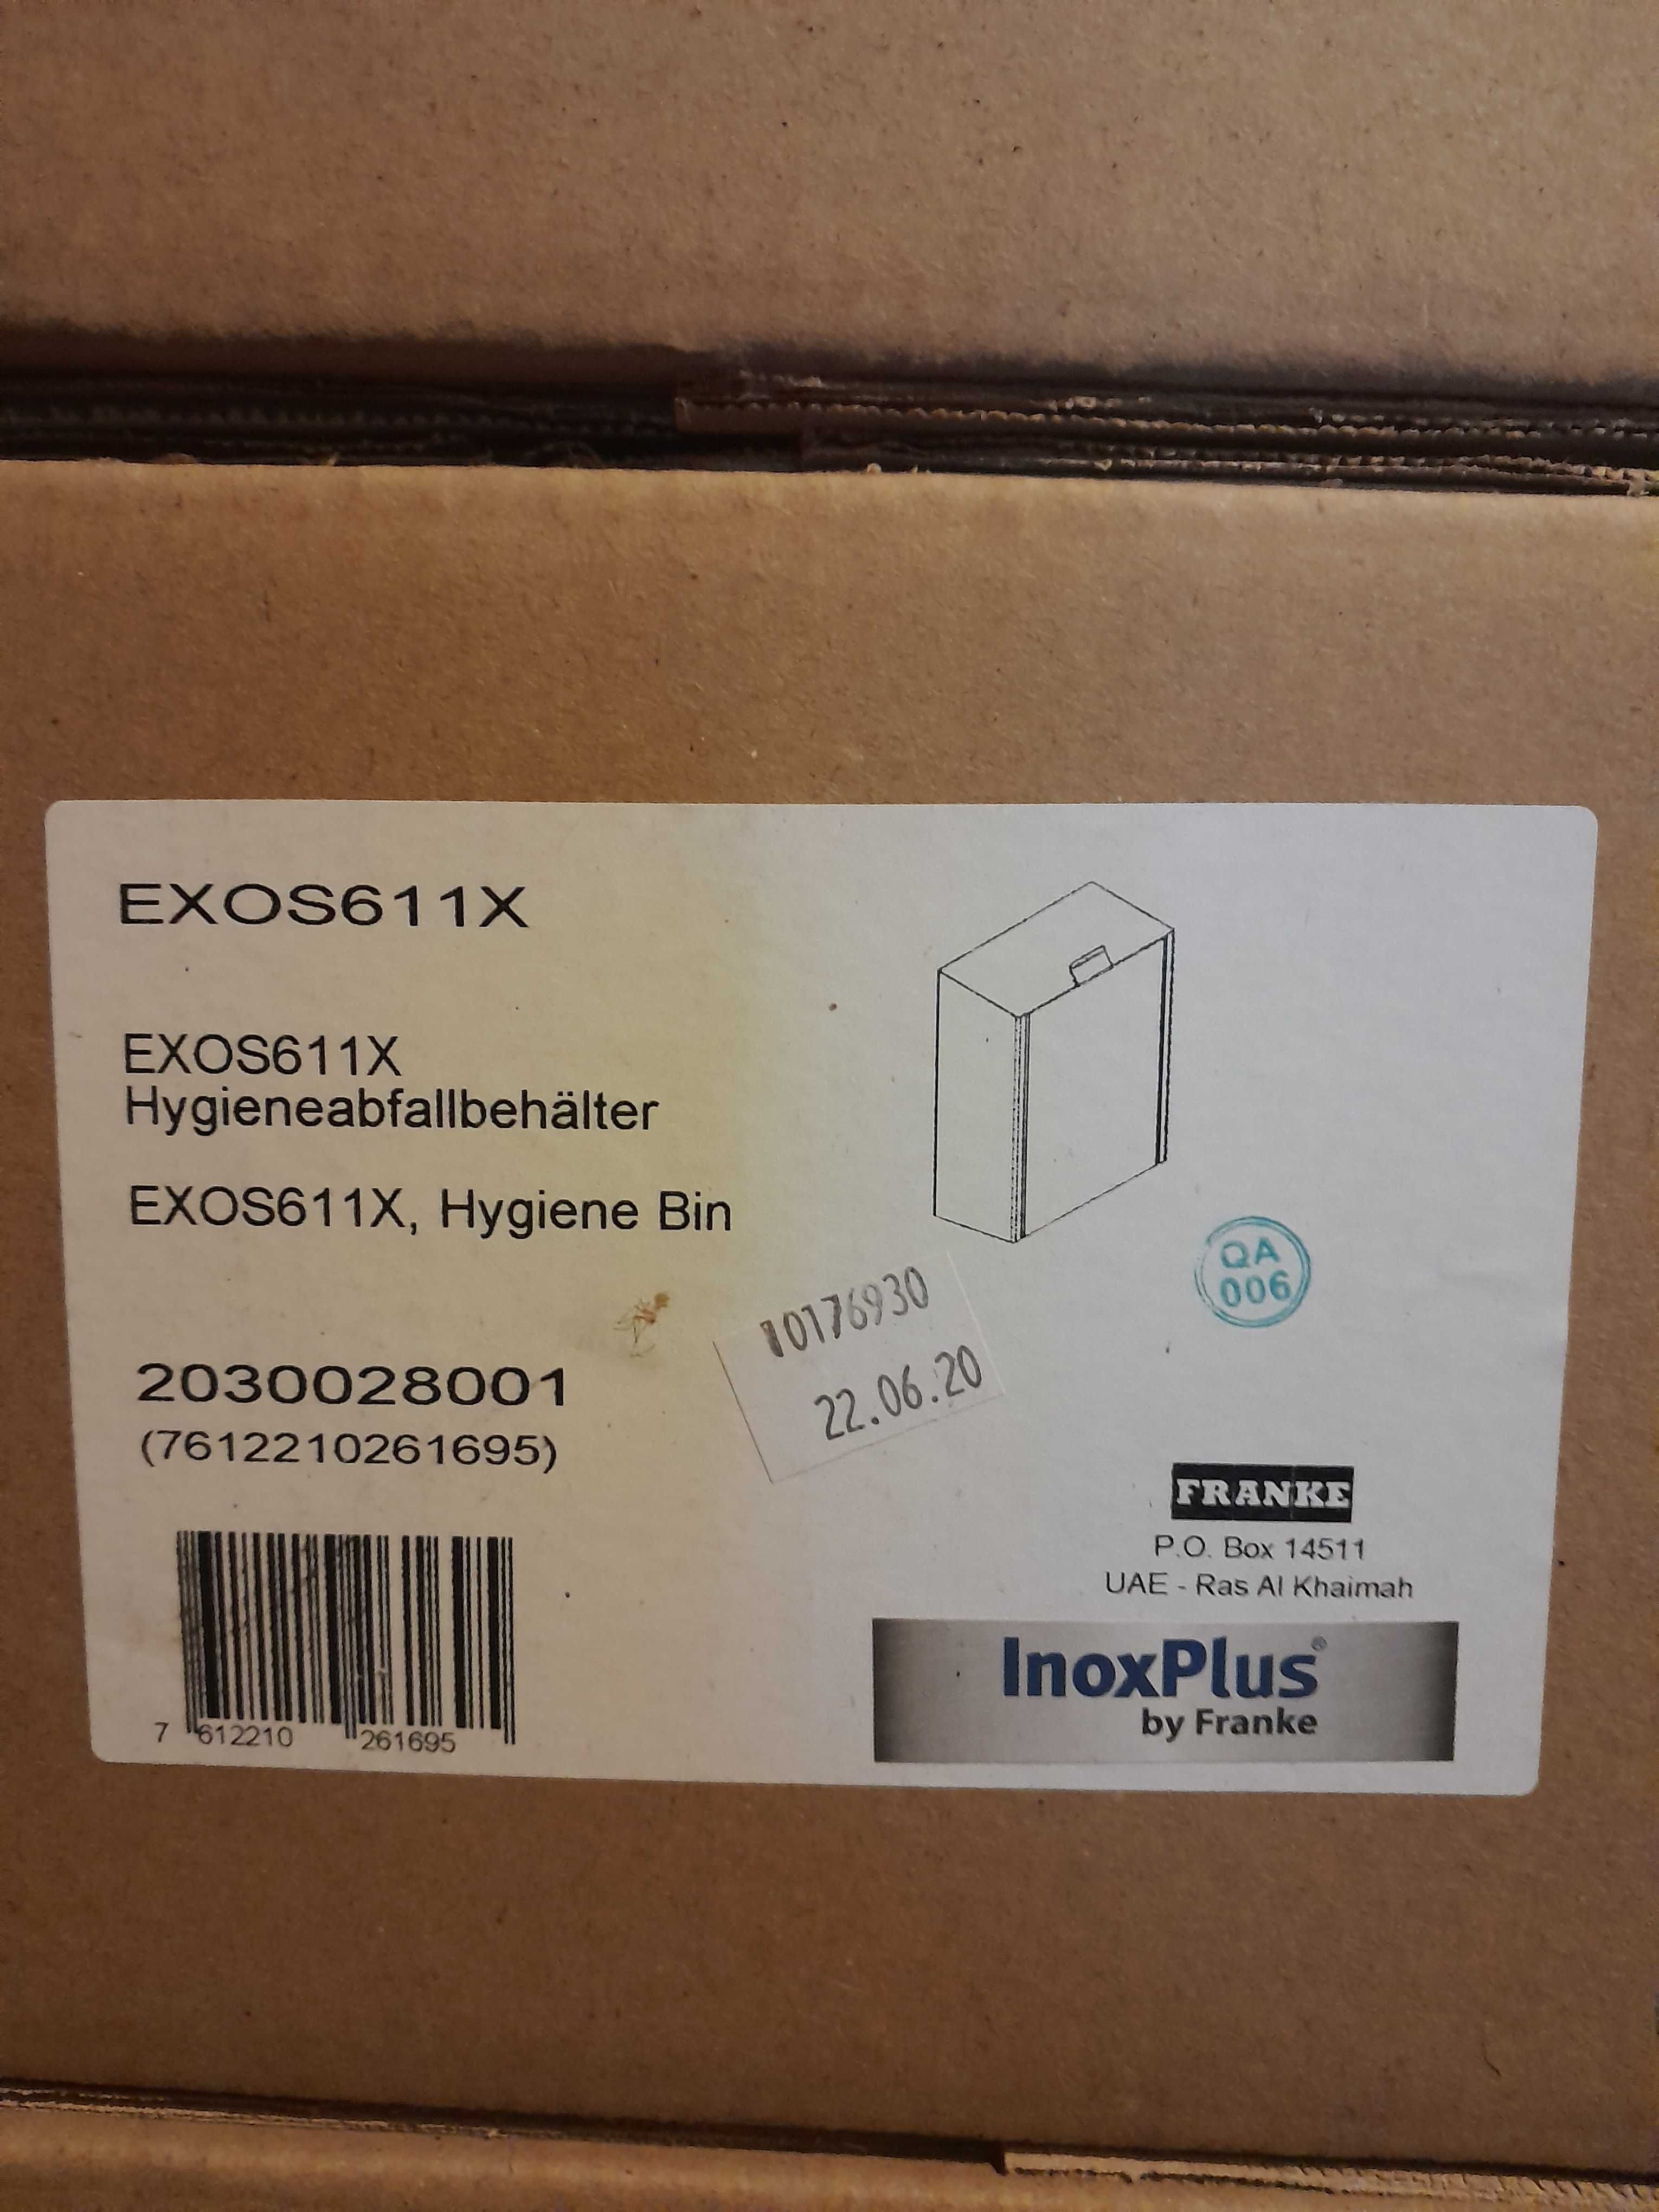 EXOS611X
EXOS611X
Hygieneabfallbehälter
EXOS611X, Hygiene Bin
QA
006
10176930
22.06.20
2030028001
(7612210261695)
FRANKE
P.O. Box 14511
UAE - Ras Al Khaimah
InoxPlus®
by Franke
7 612210 261695